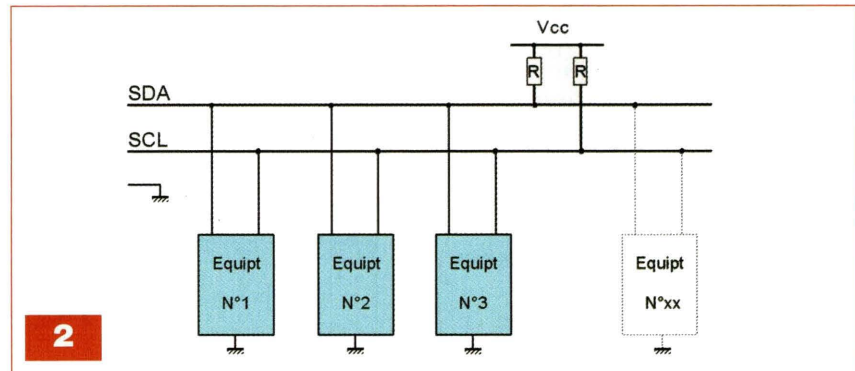 Vcc
R R
SDA
SCL
Equipt Equipt Equipt Equipt
N°1 N°2 N°3 N°xx
2